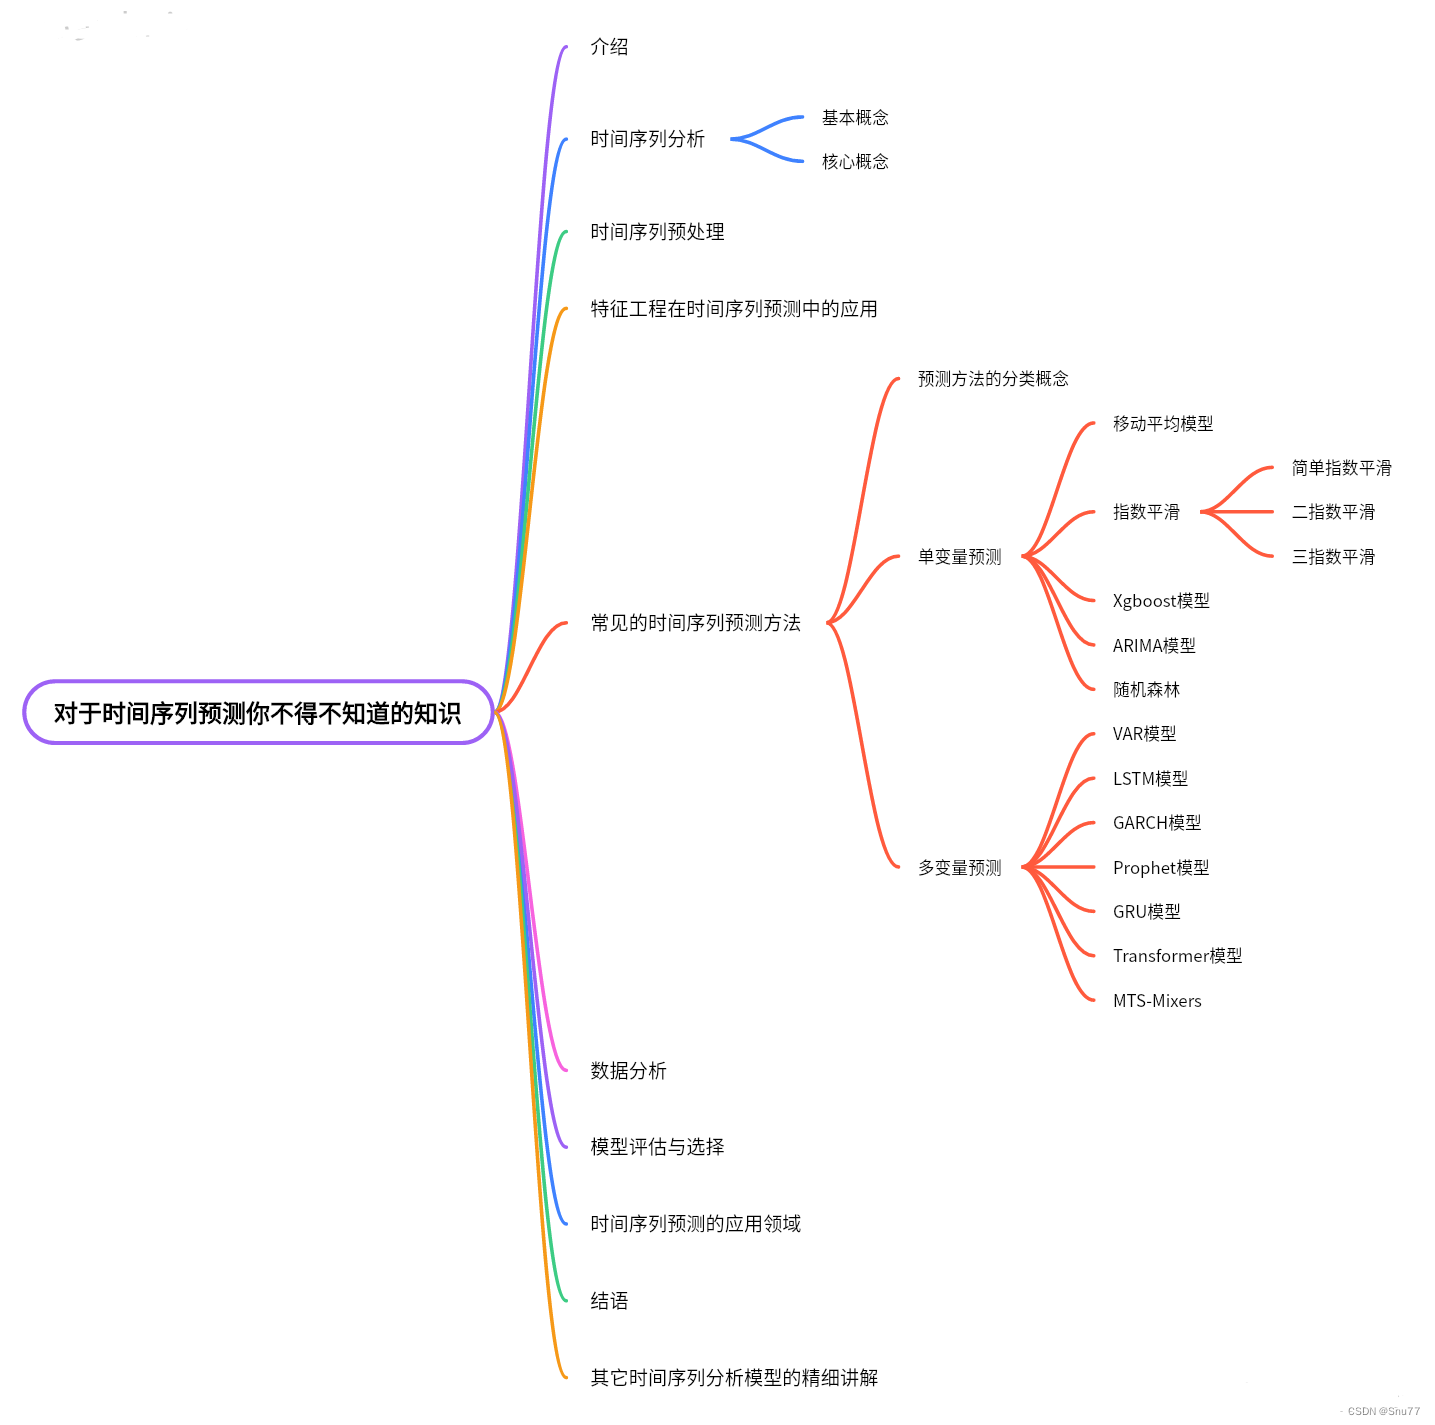 介绍
时间序列分析
基本概念
核心概念
时间序列预处理
特征工程在时间序列预测中的应用
常见的时间序列预测方法
预测方法的分类概念
单变量预测
移动平均模型
指数平滑
简单指数平滑
二指数平滑
三指数平滑
Xgboost模型
ARIMA模型
随机森林
多变量预测
VAR模型
LSTM模型
GARCH模型
Prophet模型
GRU模型
Transformer模型
MTS-Mixers
对于时间序列预测你不得不知道的知识
数据分析
模型评估与选择
时间序列预测的应用领域
结语
其它时间序列分析模型的精细讲解
CSDN @Snu77